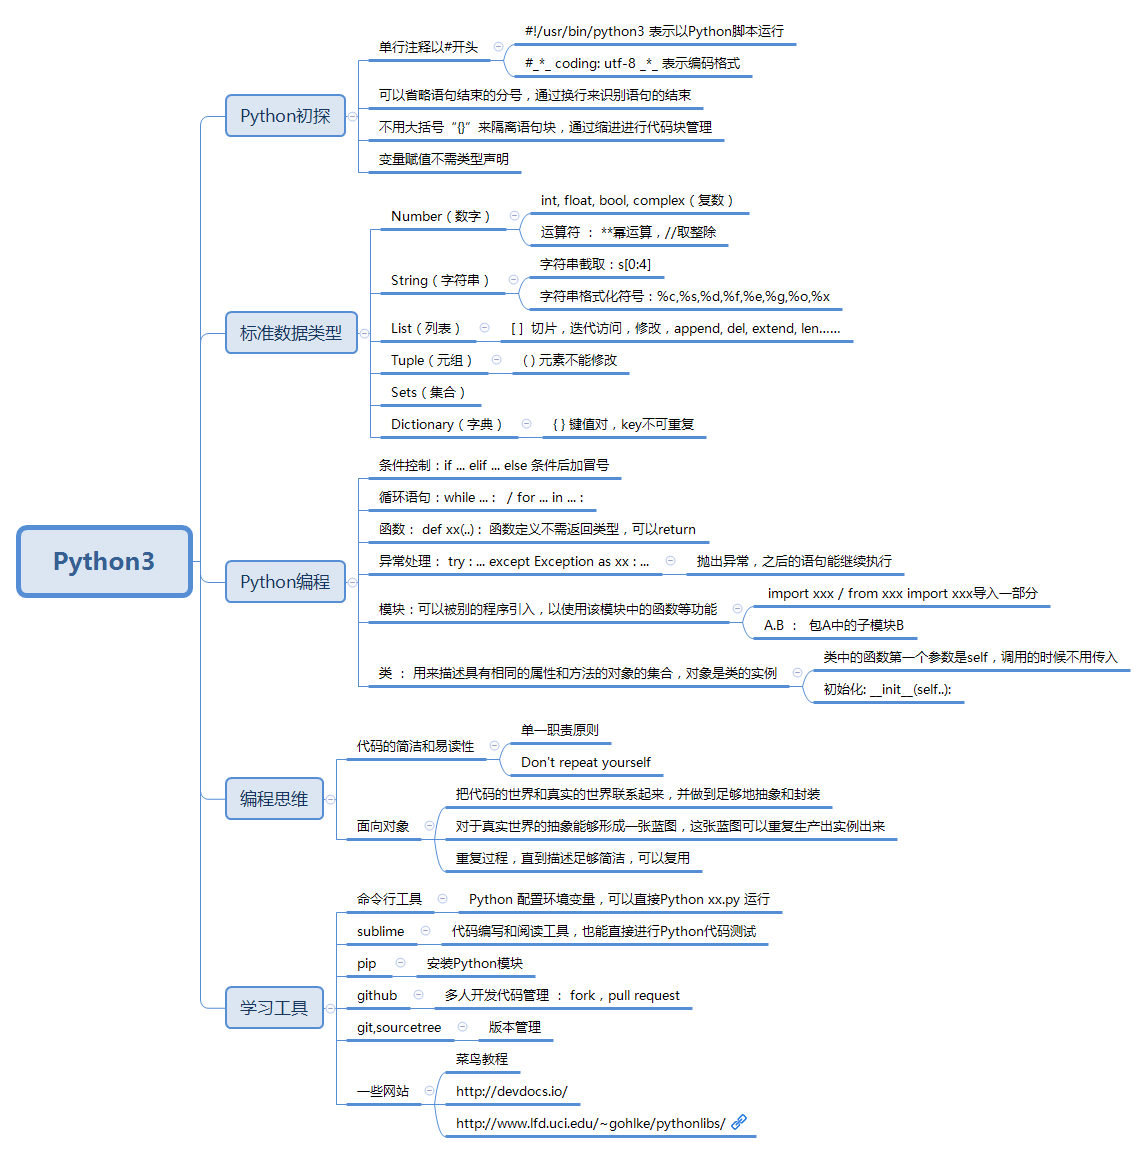 Python3
Python初探
单行注释以#开头
#!/usr/bin/python3 表示以Python脚本运行
#_*_ coding: utf-8 _*_ 表示编码格式
可以省略语句结束的分号，通过换行来识别语句的结束
不用大括号“{}”来隔离语句块，通过缩进进行代码块管理
变量赋值不需类型声明
标准数据类型
Number（数字）
int, float, bool, complex（复数）
运算符 ： **幂运算，//取整除
String（字符串）
字符串截取：s[0:4]
字符串格式化符号：%c,%s,%d,%f,%e,%g,%o,%x
List（列表）
[ ] 切片，迭代访问，修改，append, del, extend, len……
Tuple（元组）
( ) 元素不能修改
Sets（集合）
Dictionary（字典）
{ } 键值对，key不可重复
Python编程
条件控制：if ... elif ... else 条件后加冒号
循环语句：while ... : / for ... in ... :
函数： def xx(..) : 函数定义不需返回类型，可以return
异常处理： try : ... except Exception as xx : ...
抛出异常，之后的语句能继续执行
模块：可以被别的程序引入，以使用该模块中的函数等功能
import xxx / from xxx import xxx导入一部分
A.B ： 包A中的子模块B
类 ： 用来描述具有相同的属性和方法的对象的集合，对象是类的实例
类中的函数第一个参数是self，调用的时候不用传入
初始化: __init__(self..):
编程思维
代码的简洁和易读性
单一职责原则
Don't repeat yourself
面向对象
把代码的世界和真实的世界联系起来，并做到足够地抽象和封装
对于真实世界的抽象能够形成一张蓝图，这张蓝图可以重复生产出实例出来
重复过程，直到描述足够简洁，可以复用
学习工具
命令行工具
Python 配置环境变量，可以直接Python xx.py 运行
sublime
代码编写和阅读工具，也能直接进行Python代码测试
pip
安装Python模块
github
多人开发代码管理 ： fork，pull request
git,sourcetree
版本管理
一些网站
菜鸟教程
http://devdocs.io/
http://www.lfd.uci.edu/~gohlke/pythonlibs/